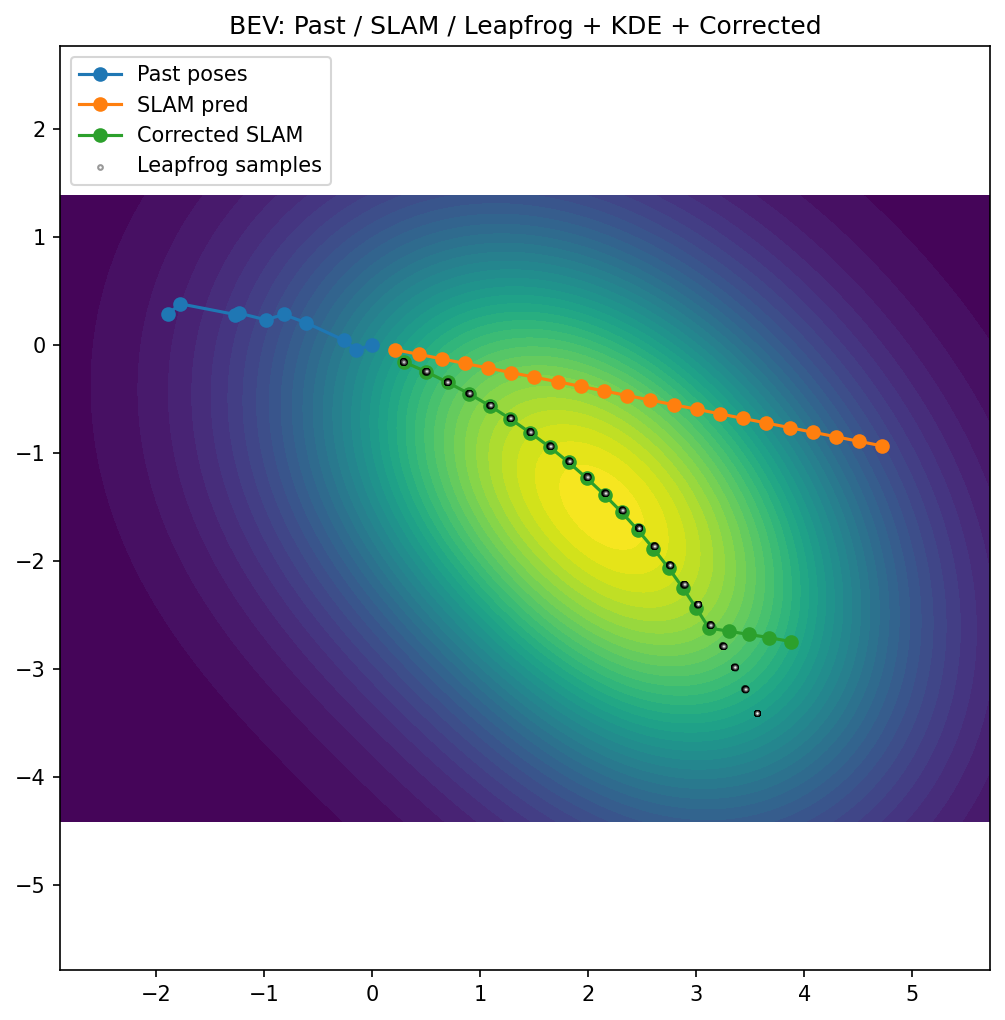 BEV: Past / SLAM / Leapfrog + KDE + Corrected
Past poses
SLAM pred
Corrected SLAM
Leapfrog samples
2
1
0
−1
−2
−3
−4
−5
−2 −1 0 1 2 3 4 5